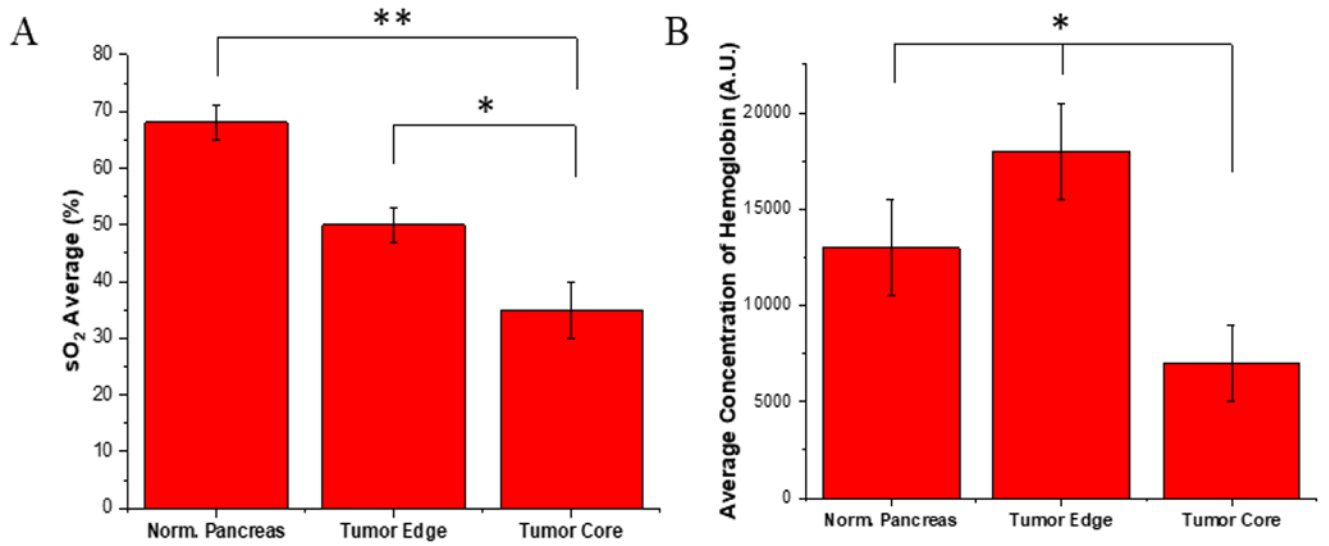 A
**
*
sO2 Average (%)
80
70
60
50
40
30
20
10
0
Norm. Pancreas Tumor Edge Tumor Core
B
*
Average Concentration of Hemoglobin (A.U.)
20000
15000
10000
5000
0
Norm. Pancreas Tumor Edge Tumor Core